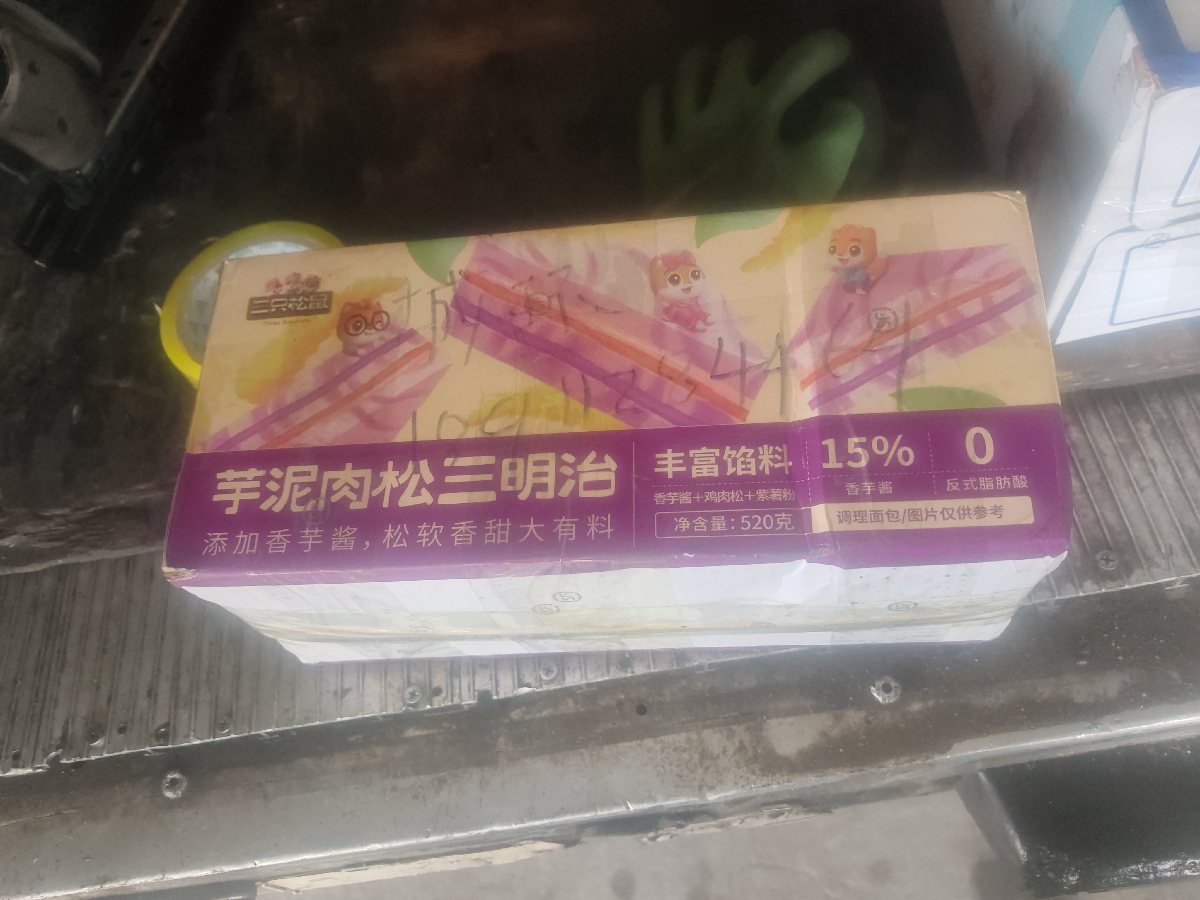 三只松鼠
芋泥肉松三明治
添加香芋酱，松软香甜大有料
丰富馅料
香芋酱+鸡肉松+紫薯粉
净含量：520克
15%
香芋酱
0
反式脂肪酸
调理面包/图片仅供参考